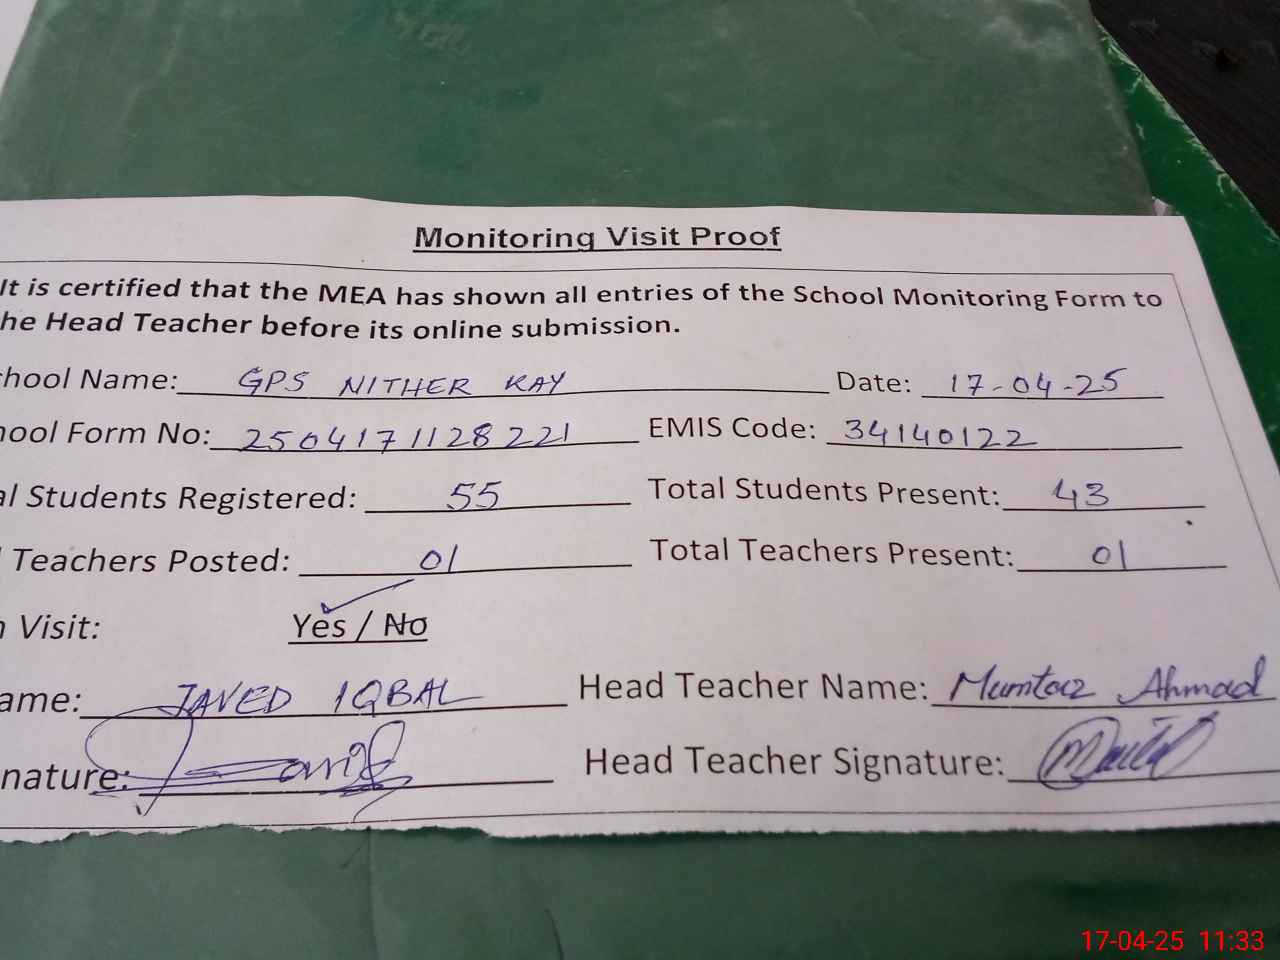 Monitoring Visit Proof
It is certified that the MEA has shown all entries of the School Monitoring Form to
he Head Teacher before its online submission.
chool Name: GPS NITHER KAY Date: 17-04-25
hool Form No: 2504171128221 EMIS Code: 34140122
al Students Registered: 55 Total Students Present: 43
l Teachers Posted: 01 Total Teachers Present: 01
n Visit: Yes / No
ame: JAVED IQBAL Head Teacher Name: Mumtaz Ahmad
nature: Head Teacher Signature:
17-04-25 11:33